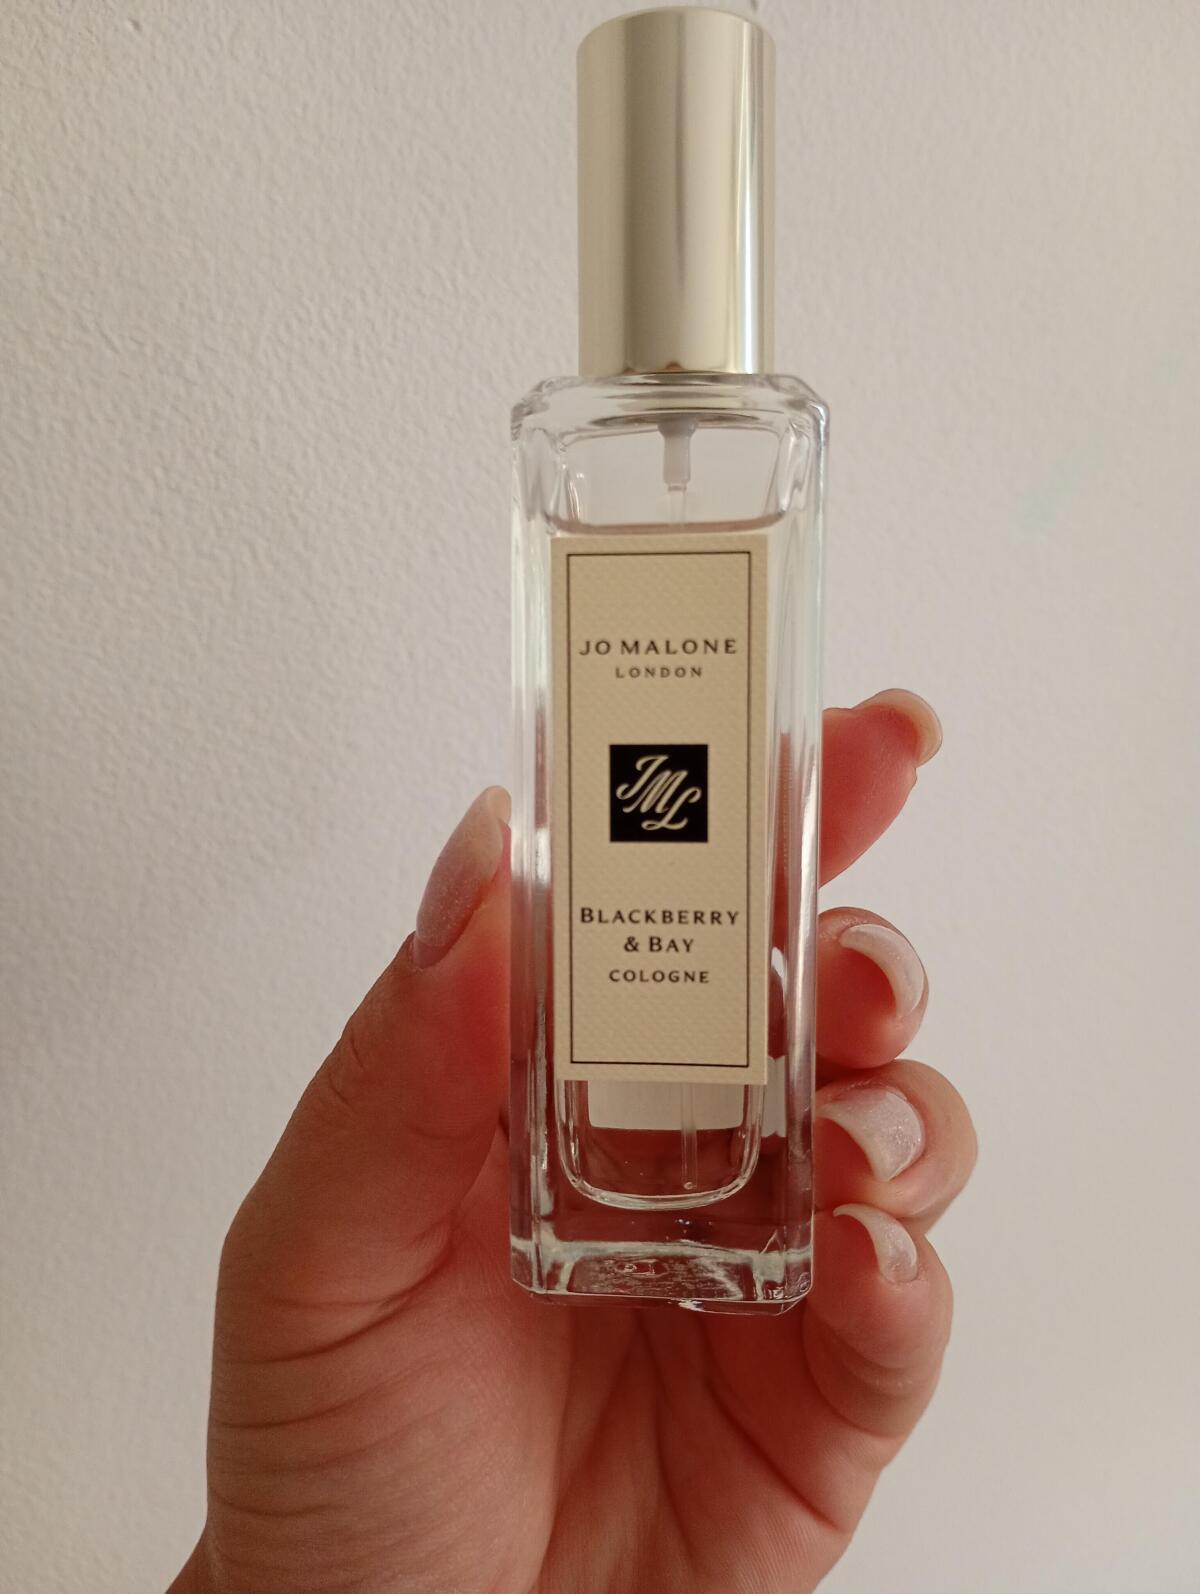 JO MALONE
LONDON
JML
BLACKBERRY
& BAY
COLOGNE